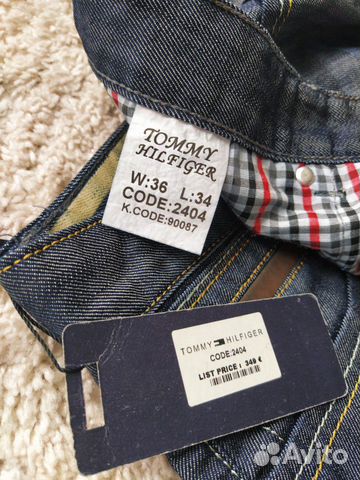 TOMMY
HILFIGER
W:36 L:34
CODE:2404
K.CODE:90087
TOMMY HILFIGER
CODE:2404
LIST PRICE : 349 €
Avito